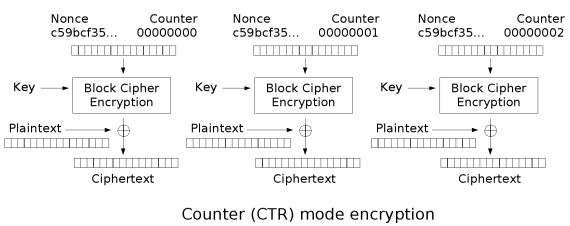 Nonce Counter Nonce Counter Nonce Counter
c59bcf35... 00000000 c59bcf35... 00000001 c59bcf35... 00000002
Key Block Cipher Encryption Key Block Cipher Encryption Key Block Cipher Encryption
Plaintext Plaintext Plaintext
Ciphertext Ciphertext Ciphertext
Counter (CTR) mode encryption